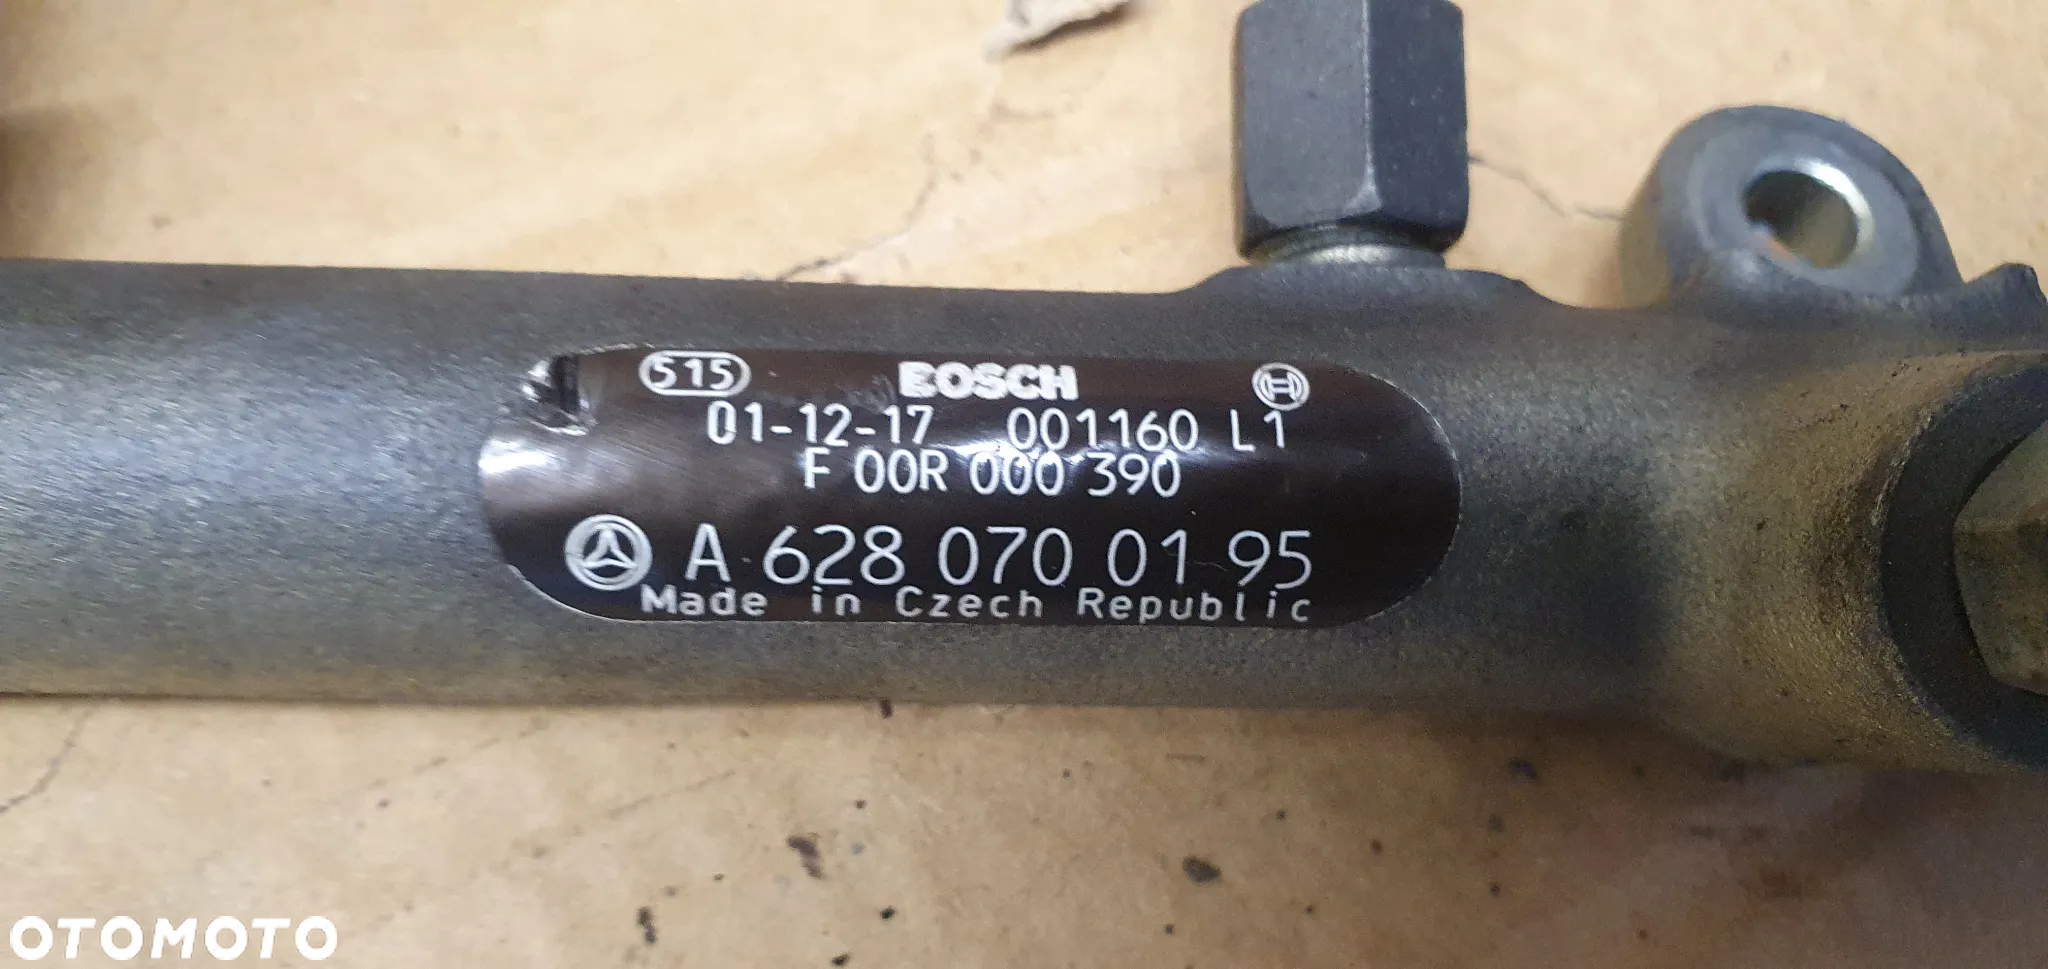 515 BOSCH
01-12-17 001160 L1
F 00R 000 390
A 628 070 01 95
Made in Czech Republic
OTOMOTO